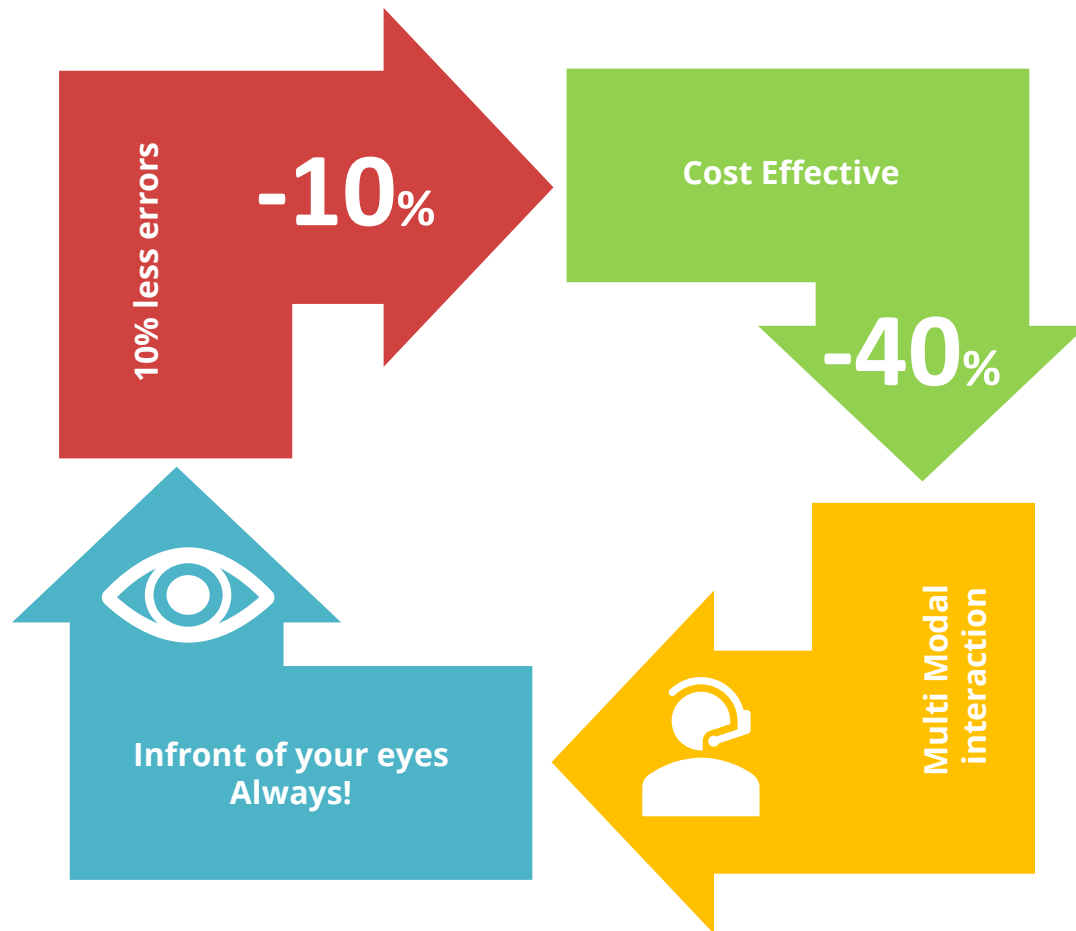 10% less errors
-10%
Cost Effective
-40%
Multi Modal
interaction
Infront of your eyes
Always!